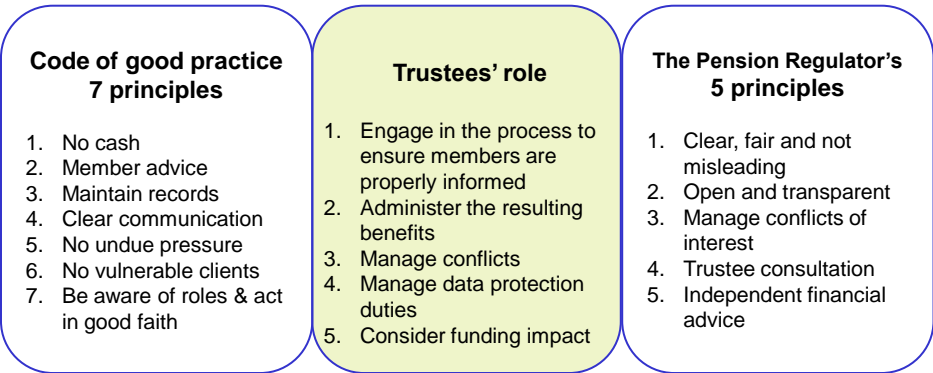 Code of good practice
7 principles
1. No cash
2. Member advice
3. Maintain records
4. Clear communication
5. No undue pressure
6. No vulnerable clients
7. Be aware of roles & act
in good faith
Trustees’ role
1. Engage in the process to
ensure members are
properly informed
2. Administer the resulting
benefits
3. Manage conflicts
4. Manage data protection
duties
5. Consider funding impact
The Pension Regulator’s
5 principles
1. Clear, fair and not
misleading
2. Open and transparent
3. Manage conflicts of
interest
4. Trustee consultation
5. Independent financial
advice